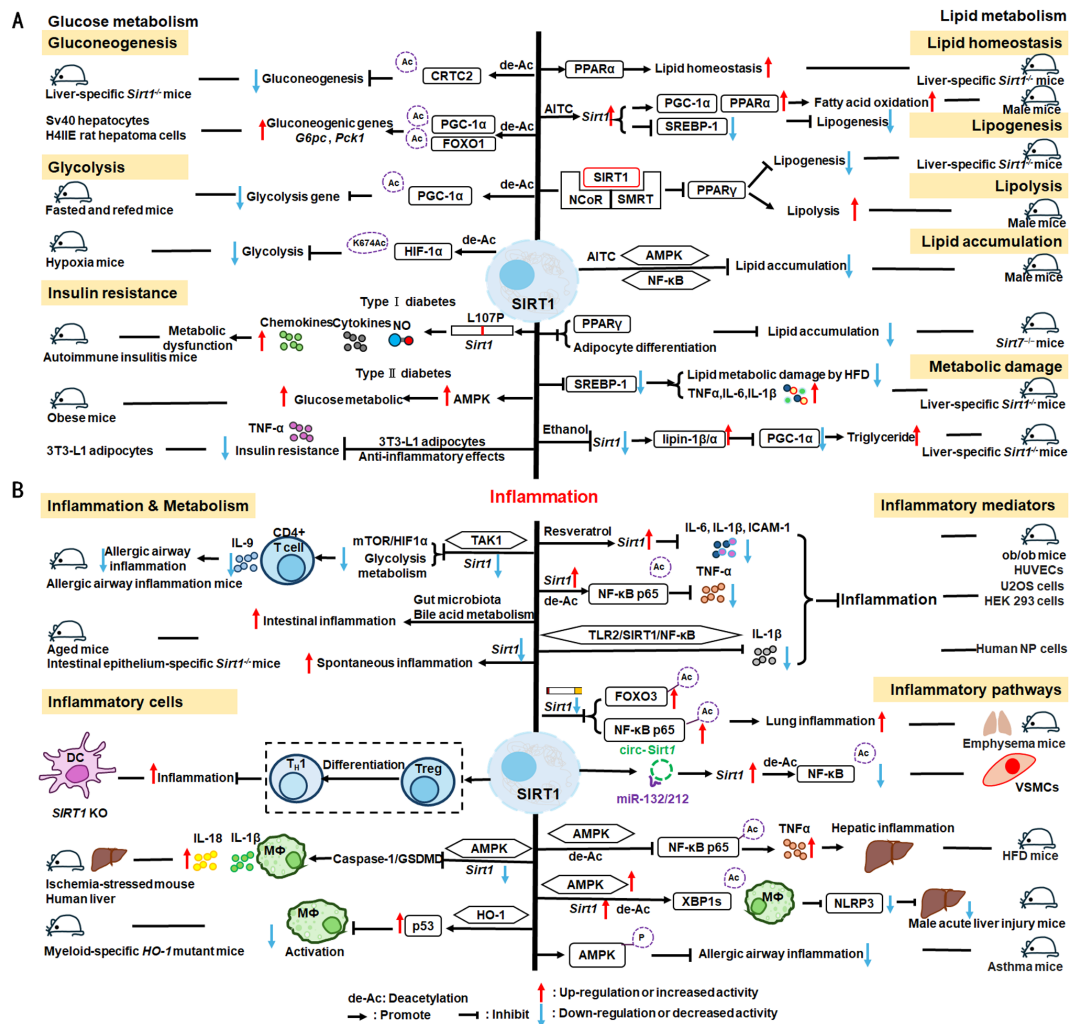 A
Glucose metabolism
Gluconeogenesis
Liver-specific Sirt1-/- mice
Gluconeogenesis
Ac
CRTC2
de-Ac
Sv40 hepatocytes
H4IIE rat hepatoma cells
Gluconeogenic genes
G6pc , Pck1
Ac
Ac
PGC-1α
FOXO1
de-Ac
Glycolysis
Fasted and refed mice
Glycolysis gene
Ac
PGC-1α
de-Ac
Hypoxia mice
Glycolysis
K674Ac
HIF-1α
de-Ac
SIRT1
Insulin resistance
Type Ⅰ diabetes
Autoimmune insulitis mice
Metabolic
dysfunction
Chemokines
Cytokines
NO
L107P
Sirt1
Type Ⅱ diabetes
Obese mice
Glucose metabolic
AMPK
3T3-L1 adipocytes
TNF-α
Insulin resistance
3T3-L1 adipocytes
Anti-inflammatory effects
Lipid metabolism
Lipid homeostasis
PPARα
Lipid homeostasis
Liver-specific Sirt1-/- mice
AITC
Sirt1
PGC-1α
PPARα
Fatty acid oxidation
SREBP-1
Lipogenesis
Male mice
Lipogenesis
SIRT1
NCoR
SMRT
PPARγ
Lipogenesis
Liver-specific Sirt1-/- mice
Lipolysis
Lipolysis
Male mice
Lipid accumulation
AITC
AMPK
NF-κB
Lipid accumulation
Male mice
PPARγ
Adipocyte differentiation
Lipid accumulation
Sirt7-/- mice
Metabolic damage
SREBP-1
Lipid metabolic damage by HFD
TNFα,IL-6,IL-1β
Liver-specific Sirt1-/- mice
Ethanol
Sirt1
lipin-1β/α
PGC-1α
Triglyceride
Liver-specific Sirt1-/- mice
B
Inflammation
Inflammation & Metabolism
Allergic airway
inflammation
Allergic airway inflammation mice
IL-9
CD4+
T cell
mTOR/HIF1α
Glycolysis
metabolism
TAK1
Sirt1
Aged mice
Intestinal epithelium-specific Sirt1-/- mice
Intestinal inflammation
Gut microbiota
Bile acid metabolism
Spontaneous inflammation
Sirt1
Inflammatory cells
DC
SIRT1 KO
Inflammation
TH1
Differentiation
Treg
SIRT1
Ischemia-stressed mouse
Human liver
IL-18
IL-1β
MΦ
Caspase-1/GSDMD
AMPK
Sirt1
Myeloid-specific HO-1 mutant mice
MΦ
Activation
p53
HO-1
Inflammatory mediators
Resveratrol
Sirt1
IL-6, IL-1β, ICAM-1
Sirt1
de-Ac
NF-κB p65
Ac
TNF-α
TLR2/SIRT1/NF-κB
IL-1β
Inflammation
ob/ob mice
HUVECs
U2OS cells
HEK 293 cells
Human NP cells
Inflammatory pathways
Sirt1
FOXO3
Ac
NF-κB p65
Ac
Lung inflammation
Emphysema mice
circ-Sirt1
miR-132/212
Sirt1
de-Ac
NF-κB
Ac
VSMCs
AMPK
de-Ac
NF-κB p65
Ac
TNFα
Hepatic inflammation
HFD mice
AMPK
Sirt1
de-Ac
XBP1s
Ac
MΦ
NLRP3
Male acute liver injury mice
AMPK
P
Allergic airway inflammation
Asthma mice
de-Ac: Deacetylation
: Up-regulation or increased activity
: Promote
: Inhibit
: Down-regulation or decreased activity